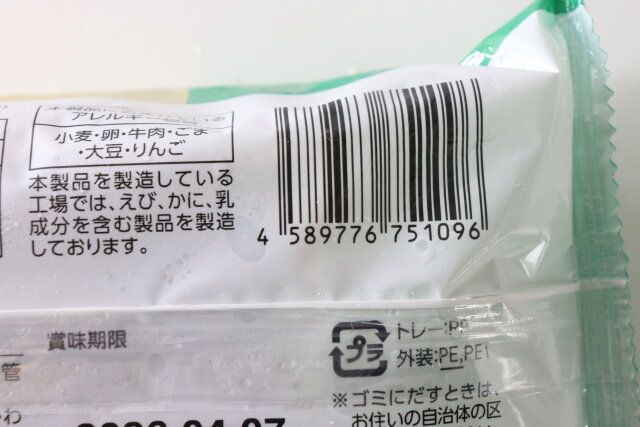 アレルギー
小麦・卵・牛肉・ごま
・大豆・りんご
本製品を製造している
工場では、えび、かに、乳
成分を含む製品を製造
しております。
4 589776 751096
賞味期限
管
プラ
トレー:PP
外装:PE,PET
※ゴミにだすときは、
お住いの自治体の区